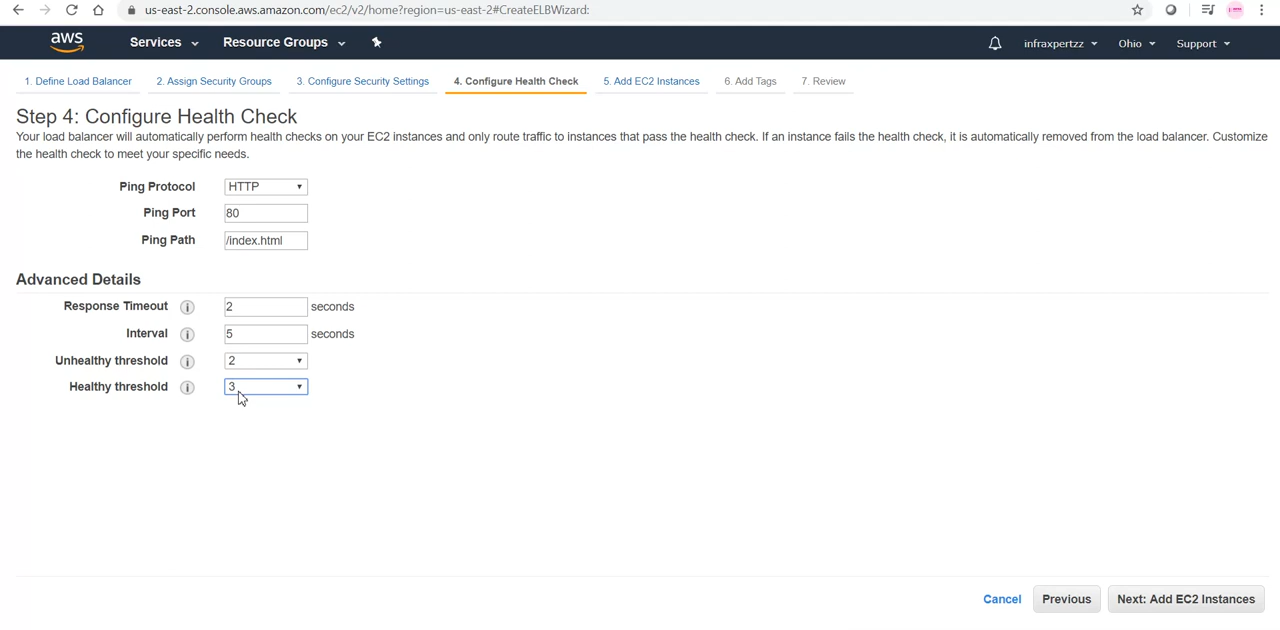 us-east-2.console.aws.amazon.com/ec2/v2/home?region=us-east-2#CreateELBWizard:
aws Services Resource Groups infraxpertzz Ohio Support
1. Define Load Balancer 2. Assign Security Groups 3. Configure Security Settings 4. Configure Health Check 5. Add EC2 Instances 6. Add Tags 7. Review
Step 4: Configure Health Check
Your load balancer will automatically perform health checks on your EC2 instances and only route traffic to instances that pass the health check. If an instance fails the health check, it is automatically removed from the load balancer. Customize
the health check to meet your specific needs.
Ping Protocol HTTP
Ping Port 80
Ping Path /index.html
Advanced Details
Response Timeout i 2 seconds
Interval i 5 seconds
Unhealthy threshold i 2
Healthy threshold i 3
Cancel Previous Next: Add EC2 Instances